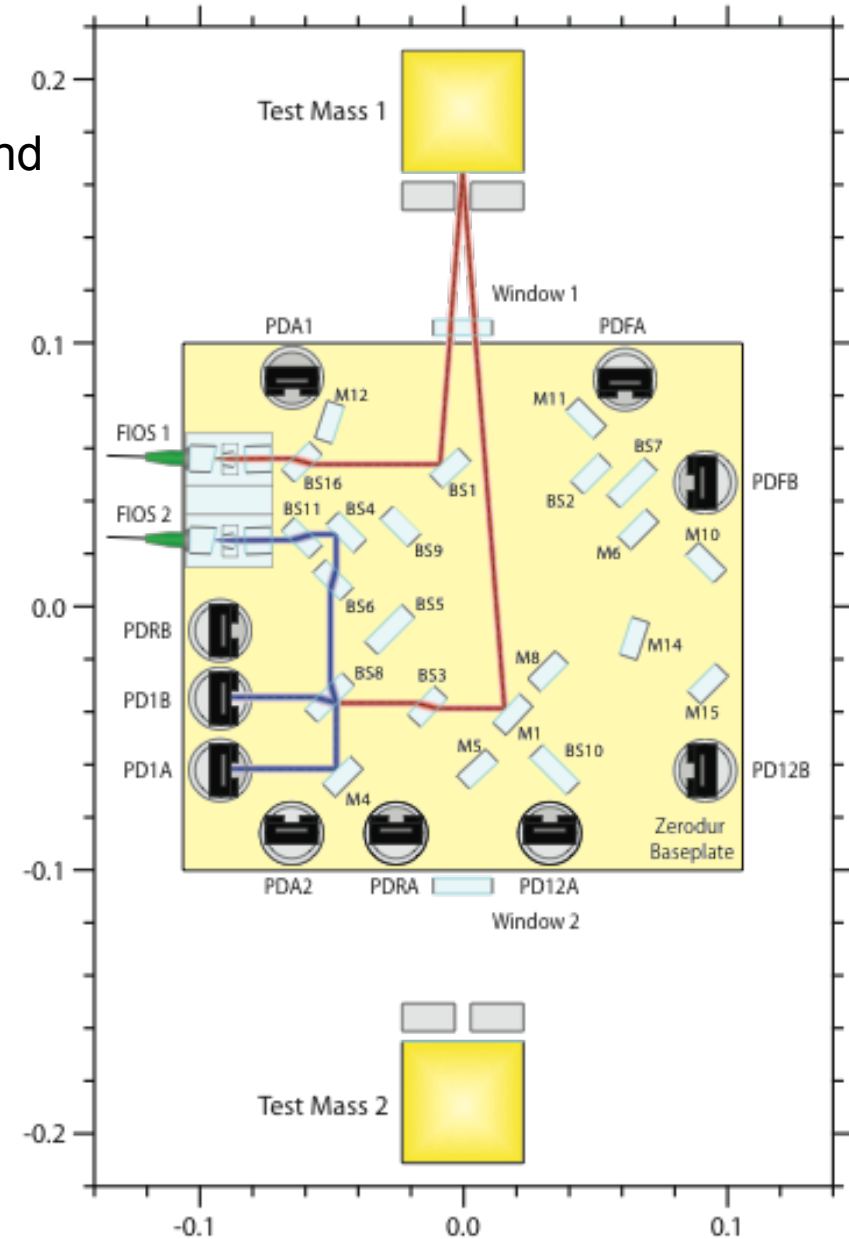 0.2
Test Mass 1
nd
Window 1
PDA1
PDFA
0.1
M12
M11
FIOS 1
BS7
BS16
BS1
BS2
PDFB
FIOS 2
BS11
BS4
M10
BS9
M6
BS6
BS5
0.0
PDRB
M14
M8
BS8
BS3
PD1B
M15
M1
M5
BS10
PD1A
PD12B
M4
Zerodur
Baseplate
-0.1
PDA2
PDRA
PD12A
Window 2
Test Mass 2
-0.2
-0.1
0.0
0.1